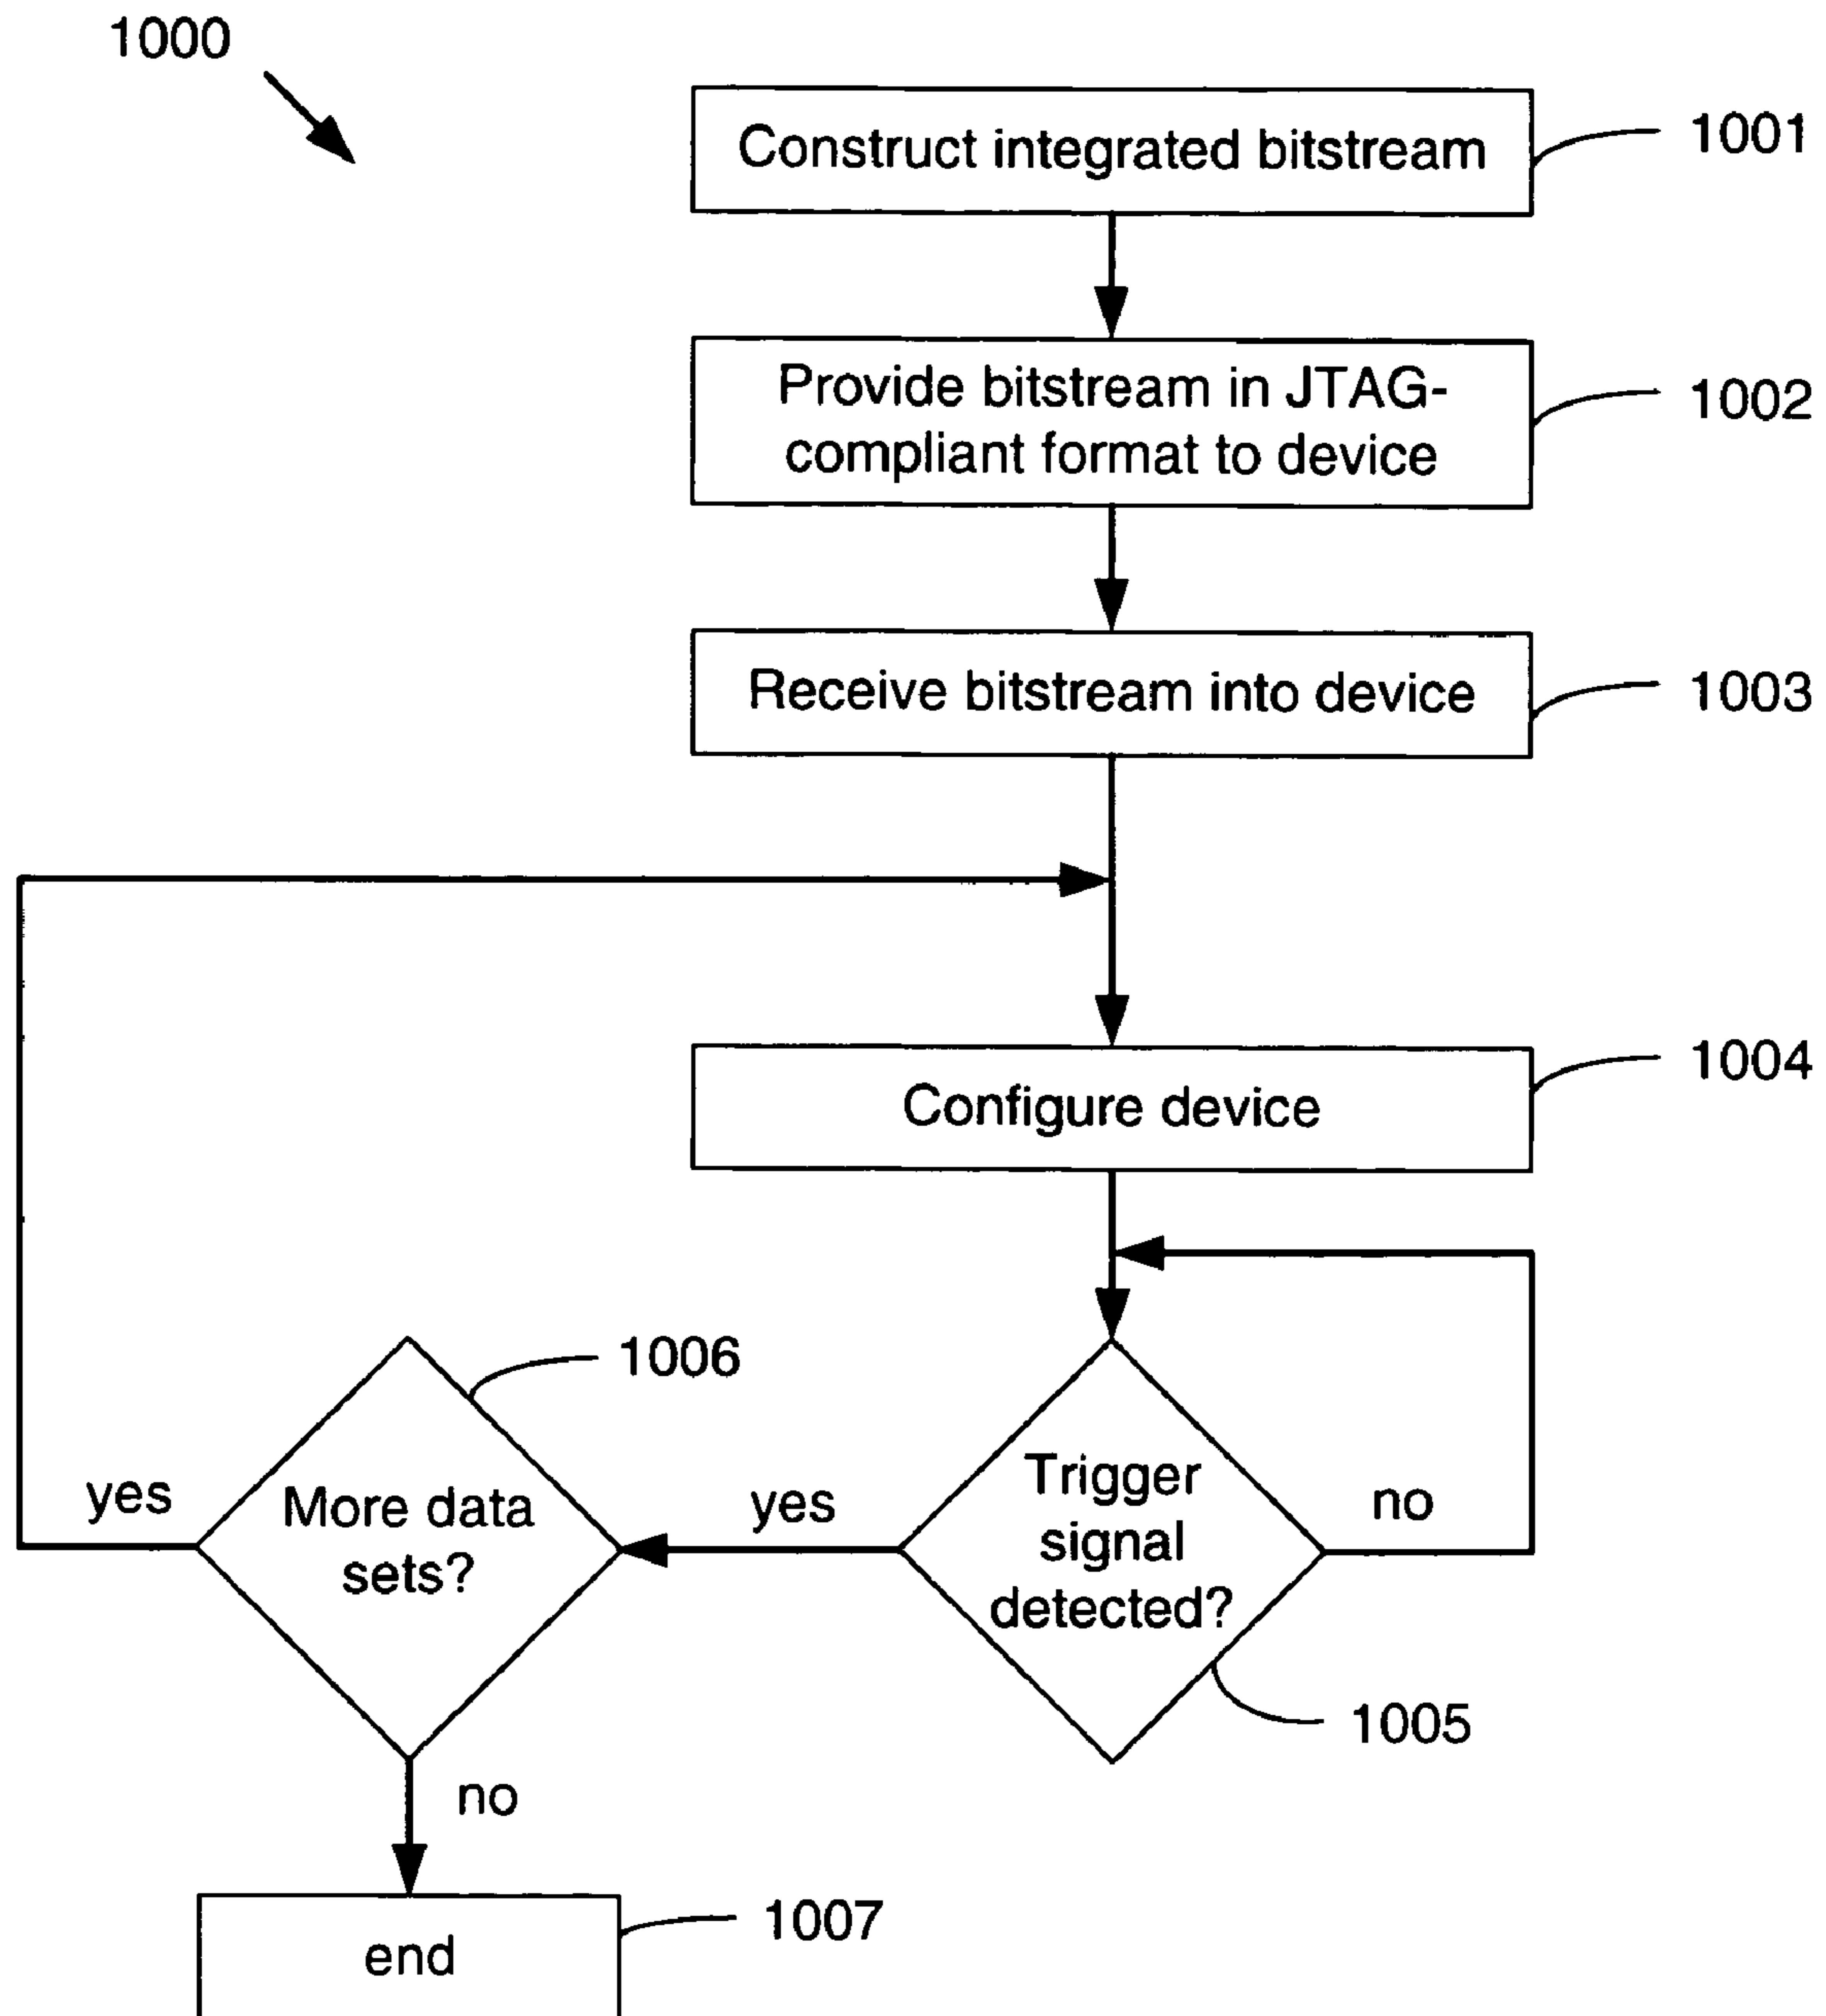 1000
Construct integrated bitstream
1001
Provide bitstream in JTAG-
compliant format to device
1002
Receive bitstream into device
1003
Configure device
1004
1006
More data
sets?
yes
yes
Trigger
signal
detected?
no
1005
no
end
1007